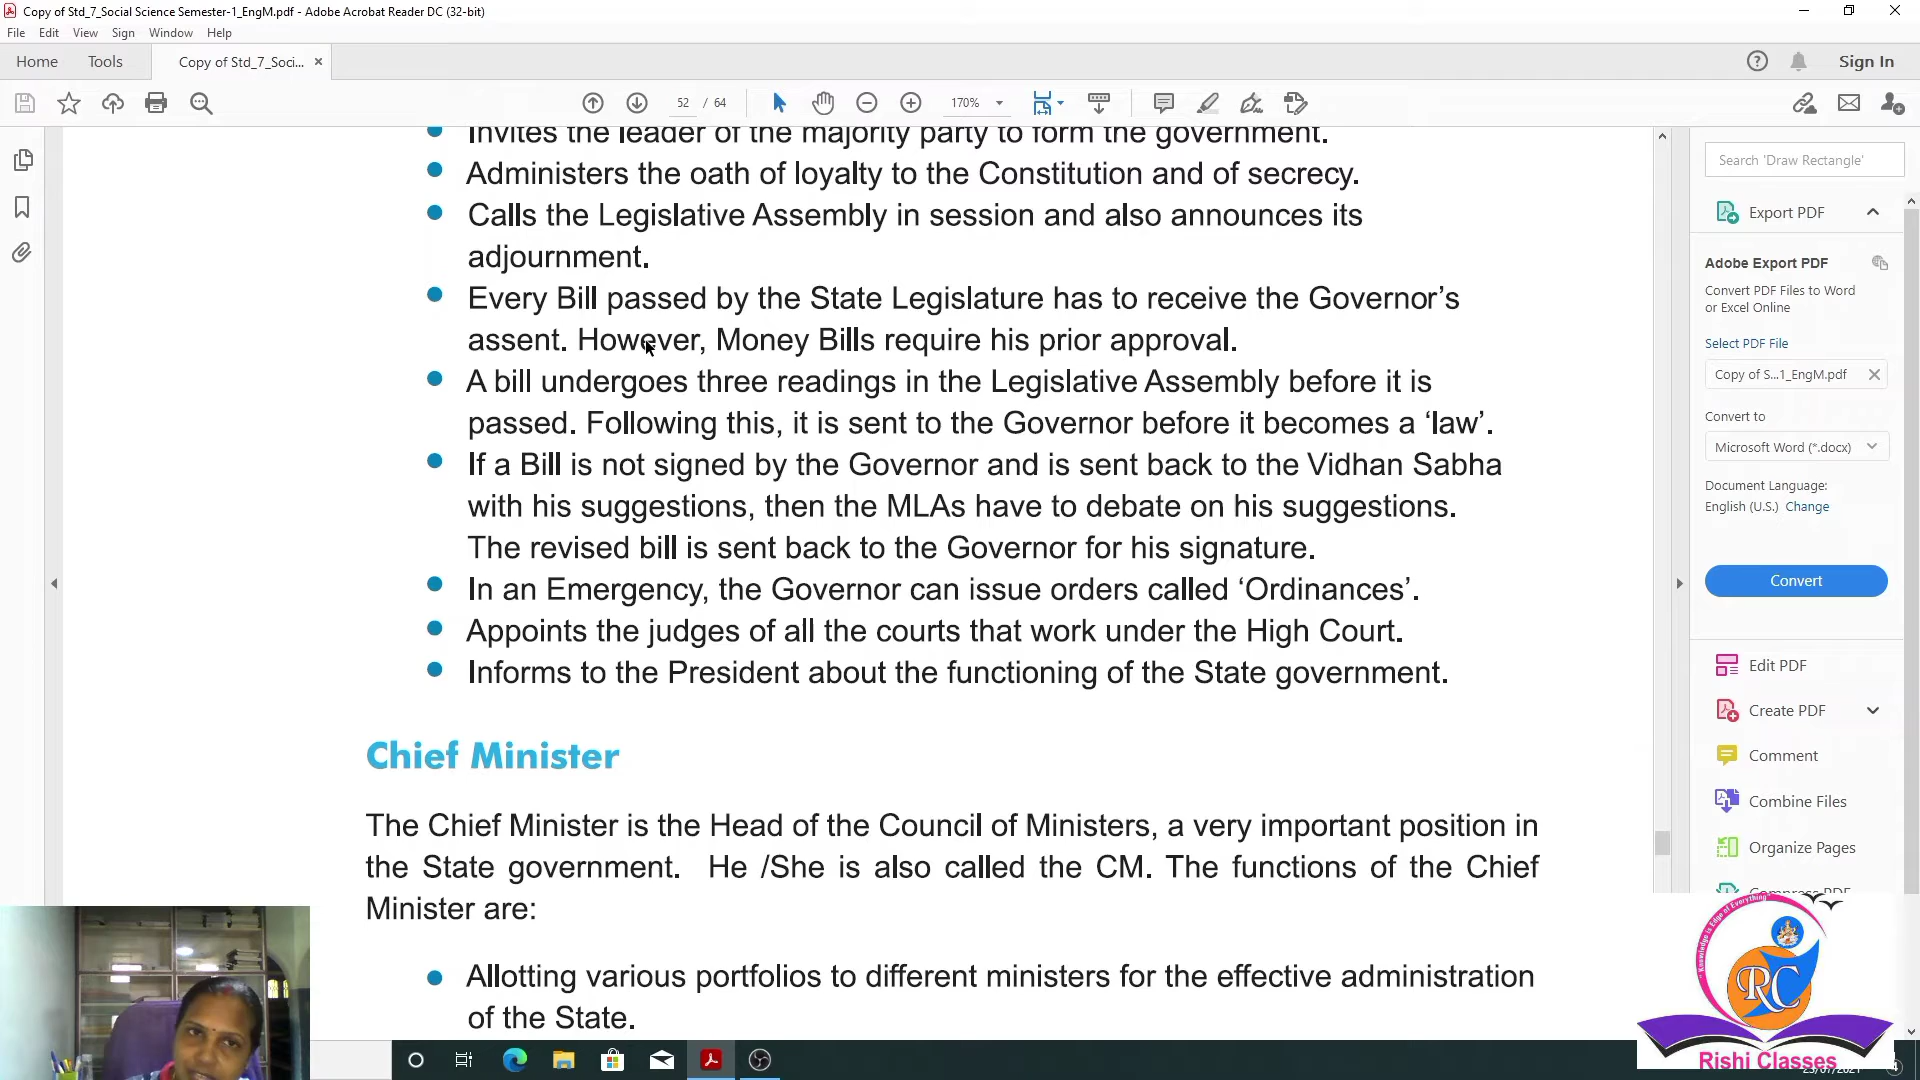 Copy of Std_7_Social Science Semester-1_EngM.pdf - Adobe Acrobat Reader DC (32-bit)
File Edit View Sign Window Help
Home Tools Copy of Std_7_Soci... × Sign In
52 / 64 170%
Invites the leader of the majority party to form the government.
Administers the oath of loyalty to the Constitution and of secrecy.
Calls the Legislative Assembly in session and also announces its
adjournment.
Every Bill passed by the State Legislature has to receive the Governor’s
assent. However, Money Bills require his prior approval.
A bill undergoes three readings in the Legislative Assembly before it is
passed. Following this, it is sent to the Governor before it becomes a ‘law’.
If a Bill is not signed by the Governor and is sent back to the Vidhan Sabha
with his suggestions, then the MLAs have to debate on his suggestions.
The revised bill is sent back to the Governor for his signature.
In an Emergency, the Governor can issue orders called ‘Ordinances’.
Appoints the judges of all the courts that work under the High Court.
Informs to the President about the functioning of the State government.
Chief Minister
The Chief Minister is the Head of the Council of Ministers, a very important position in
the State government. He /She is also called the CM. The functions of the Chief
Minister are:
Allotting various portfolios to different ministers for the effective administration
of the State.
Search 'Draw Rectangle'
Export PDF
Adobe Export PDF
Convert PDF Files to Word
or Excel Online
Select PDF File
Copy of S...1_EngM.pdf
Convert to
Microsoft Word (*.docx)
Document Language:
English (U.S.) Change
Convert
Edit PDF
Create PDF
Comment
Combine Files
Organize Pages
Compress PDF
"Knowledge is Edge of Everything"
RC
Rishi Classes